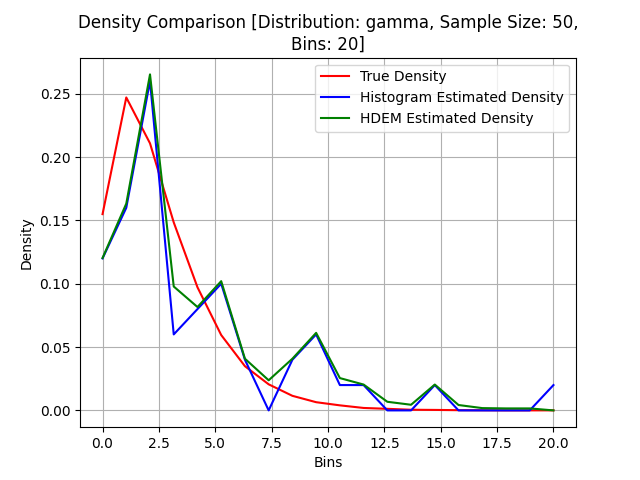 Density Comparison [Distribution: gamma, Sample Size: 50,
Bins: 20]
True Density
Histogram Estimated Density
HDEM Estimated Density
Density
0.25
0.20
0.15
0.10
0.05
0.00
0.0 2.5 5.0 7.5 10.0 12.5 15.0 17.5 20.0
Bins